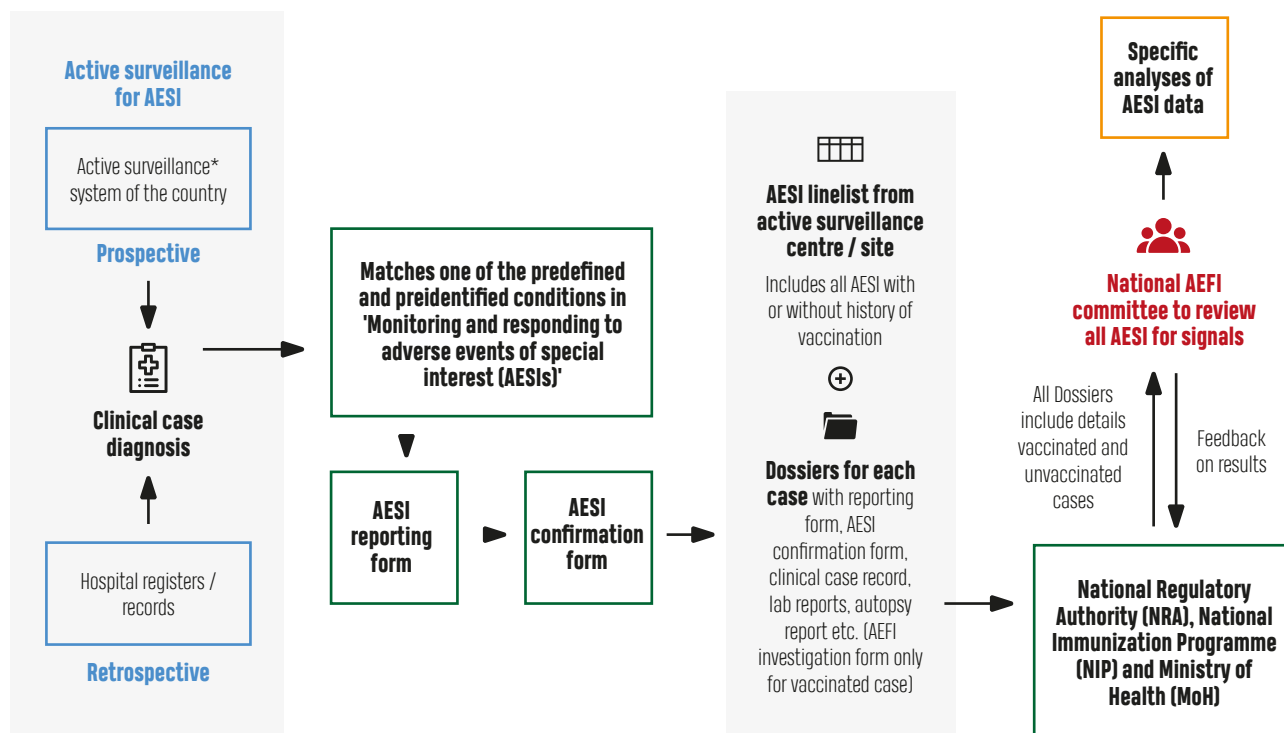 Active surveillance
for AESI
Active surveillance*
system of the country
Prospective
Clinical case
diagnosis
Hospital registers /
records
Retrospective
Matches one of the predefined
and preidentified conditions in
'Monitoring and responding to
adverse events of special
interest (AESIs)'
AESI
reporting
form
AESI
confirmation
form
AESI linelist from
active surveillance
centre / site
Includes all AESI with
or without history of
vaccination
Dossiers for each
case with reporting
form, AESI
confirmation form,
clinical case record,
lab reports, autopsy
report etc. (AEFI
investigation form only
for vaccinated case)
Specific
analyses of
AESI data
National AEFI
committee to review
all AESI for signals
All Dossiers
include details
vaccinated and
unvaccinated
cases
Feedback
on results
National Regulatory
Authority (NRA), National
Immunization Programme
(NIP) and Ministry of
Health (MoH)